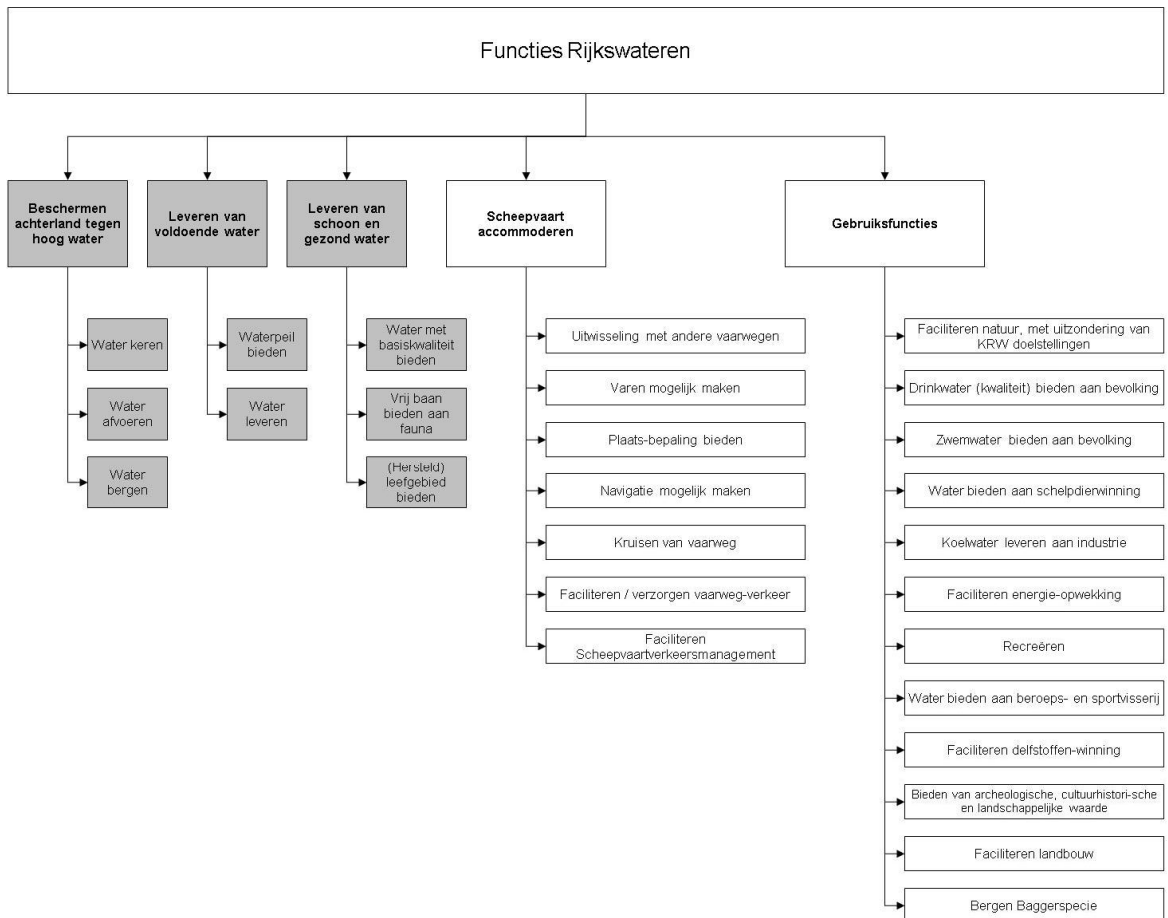 Functies Rijkswateren
Beschermen
achterland tegen
hoog water
Leveren van
voldoende water
Leveren van
schoon en
gezond water
Scheepvaart
accommoderen
Gebruiksfuncties
Water keren
Water
afvoeren
Water
bergen
Waterpeil
bieden
Water
leveren
Water met
basiskwaliteit
bieden
Vrij baan
bieden aan
fauna
(Hersteld)
leefgebied
bieden
Uitwisseling met andere vaarwegen
Varen mogelijk maken
Plaats-bepaling bieden
Navigatie mogelijk maken
Kruisen van vaarweg
Faciliteren / verzorgen vaarweg-verkeer
Faciliteren
Scheepvaartverkeersmanagement
Faciliteren natuur, met uitzondering van
KRW doelstellingen
Drinkwater (kwaliteit) bieden aan bevolking
Zwemwater bieden aan bevolking
Water bieden aan schelpdierwinning
Koelwater leveren aan industrie
Faciliteren energie-opwekking
Recreëren
Water bieden aan beroeps- en sportvisserij
Faciliteren delfstoffen-winning
Bieden van archeologische, cultuurhistori-sche
en landschappelijke waarde
Faciliteren landbouw
Bergen Baggerspecie